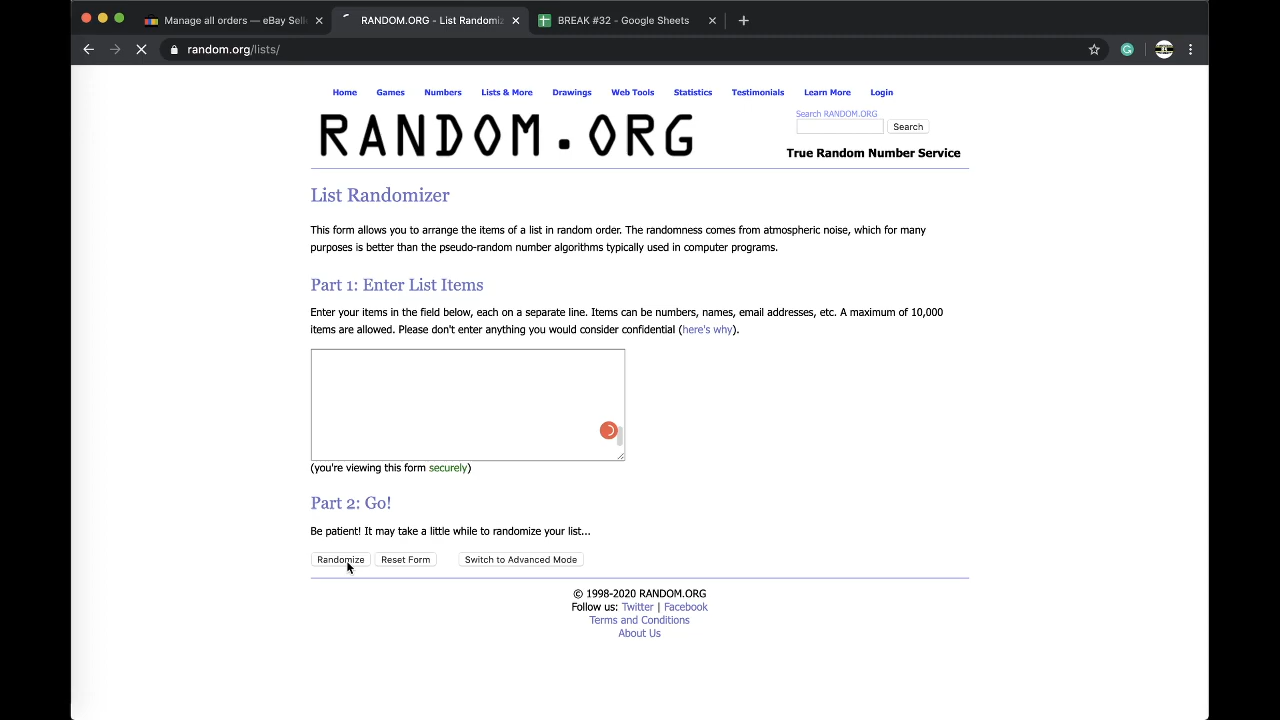 Manage all orders — eBay Sell
RANDOM.ORG - List Randomiz
BREAK #32 - Google Sheets
random.org/lists/
Home Games Numbers Lists & More Drawings Web Tools Statistics Testimonials Learn More Login
RANDOM.ORG
Search RANDOM.ORG
Search
True Random Number Service
List Randomizer
This form allows you to arrange the items of a list in random order. The randomness comes from atmospheric noise, which for many
purposes is better than the pseudo-random number algorithms typically used in computer programs.
Part 1: Enter List Items
Enter your items in the field below, each on a separate line. Items can be numbers, names, email addresses, etc. A maximum of 10,000
items are allowed. Please don't enter anything you would consider confidential (here's why).
(you're viewing this form securely)
Part 2: Go!
Be patient! It may take a little while to randomize your list...
Randomize Reset Form Switch to Advanced Mode
© 1998-2020 RANDOM.ORG
Follow us: Twitter | Facebook
Terms and Conditions
About Us